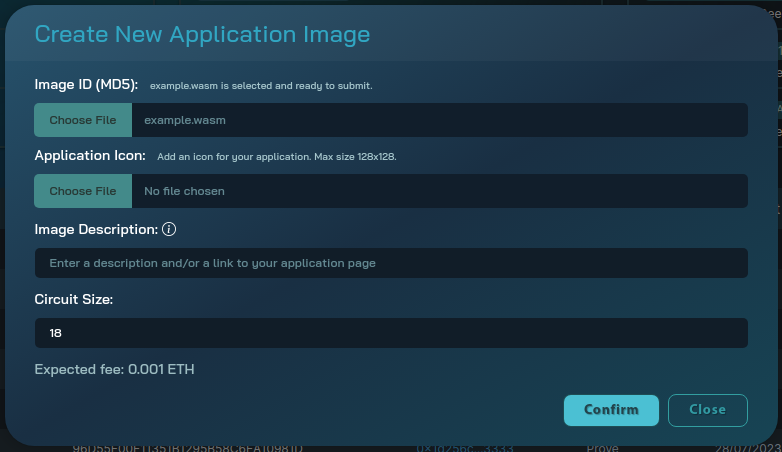 Create New Application Image
Image ID (MD5): example.wasm is selected and ready to submit.
Choose File example.wasm
Application Icon: Add an icon for your application. Max size 128x128.
Choose File No file chosen
Image Description:
Enter a description and/or a link to your application page
Circuit Size:
18
Expected fee: 0.001 ETH
Confirm Close
Prove 28/07/2023